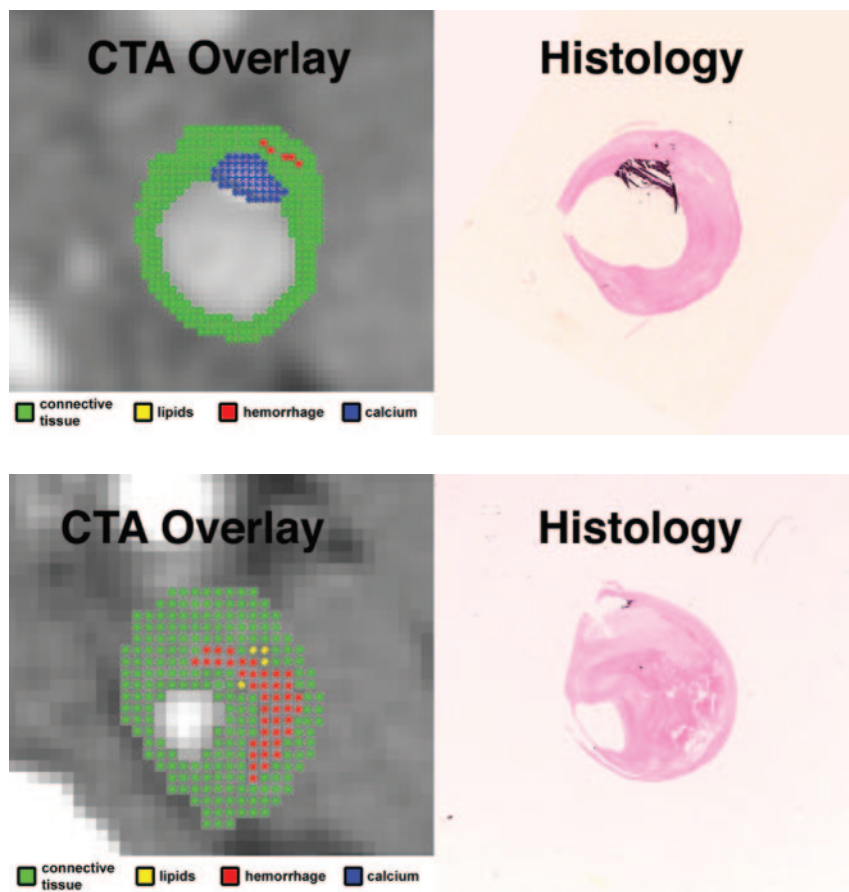 CTA Overlay
Histology
connective tissue
lipids
hemorrhage
calcium
CTA Overlay
Histology
connective tissue
lipids
hemorrhage
calcium